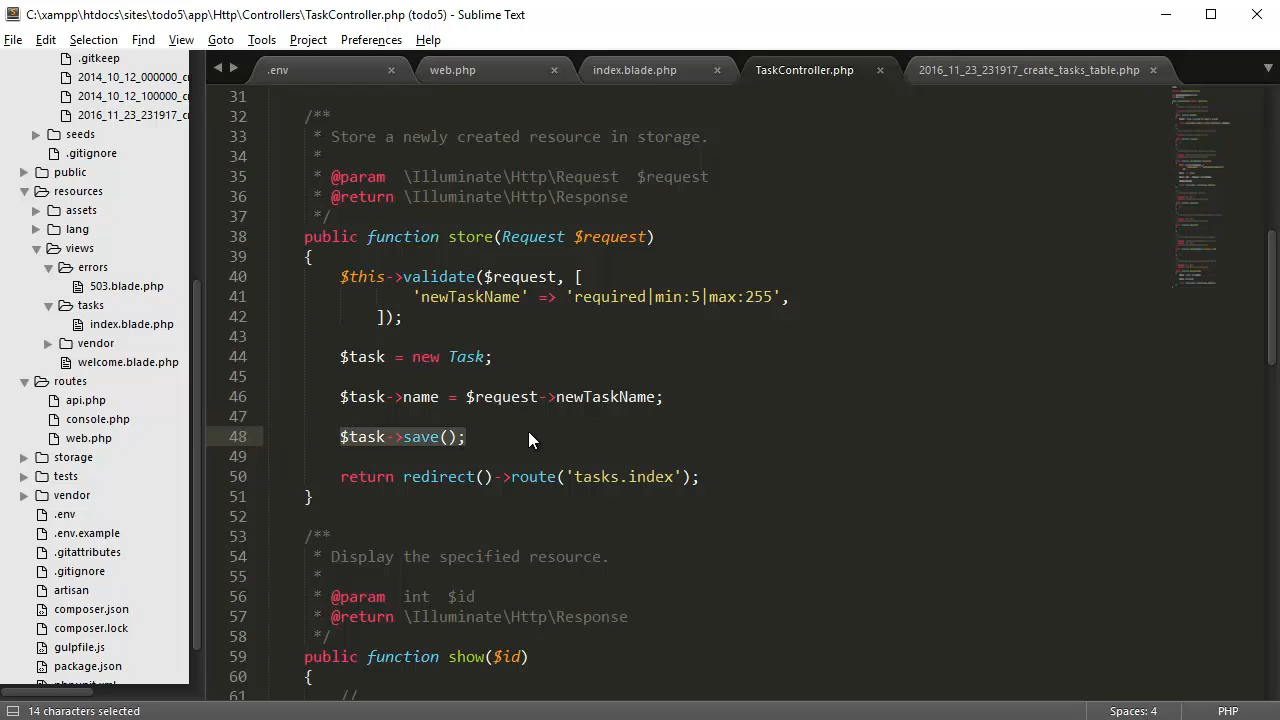 C:\xampp\htdocs\sites\todo5\app\Http\Controllers\TaskController.php (todo5) - Sublime Text
File Edit Selection Find View Goto Tools Project Preferences Help
.env web.php index.blade.php TaskController.php 2016_11_23_231917_create_tasks_table.php
.gitkeep
2014_10_12_000000_c
2014_10_12_100000_c
2016_11_23_231917_c
seeds
.gitignore
public
resources
assets
lang
views
errors
503.blade.php
tasks
index.blade.php
vendor
welcome.blade.php
routes
api.php
console.php
web.php
storage
tests
vendor
.env
.env.example
.gitattributes
.gitignore
artisan
composer.json
composer.lock
gulpfile.js
package.json
phpunit.xml
31
32 /**
33 * Store a newly created resource in storage.
34 *
35 * @param \Illuminate\Http\Request $request
36 * @return \Illuminate\Http\Response
37 */
38 public function store(Request $request)
39 {
40 $this->validate($request, [
41 'newTaskName' => 'required|min:5|max:255',
42 ]);
43
44 $task = new Task;
45
46 $task->name = $request->newTaskName;
47
48 $task->save();
49
50 return redirect()->route('tasks.index');
51 }
52
53 /**
54 * Display the specified resource.
55 *
56 * @param int $id
57 * @return \Illuminate\Http\Response
58 */
59 public function show($id)
60 {
61 //
14 characters selected Spaces: 4 PHP